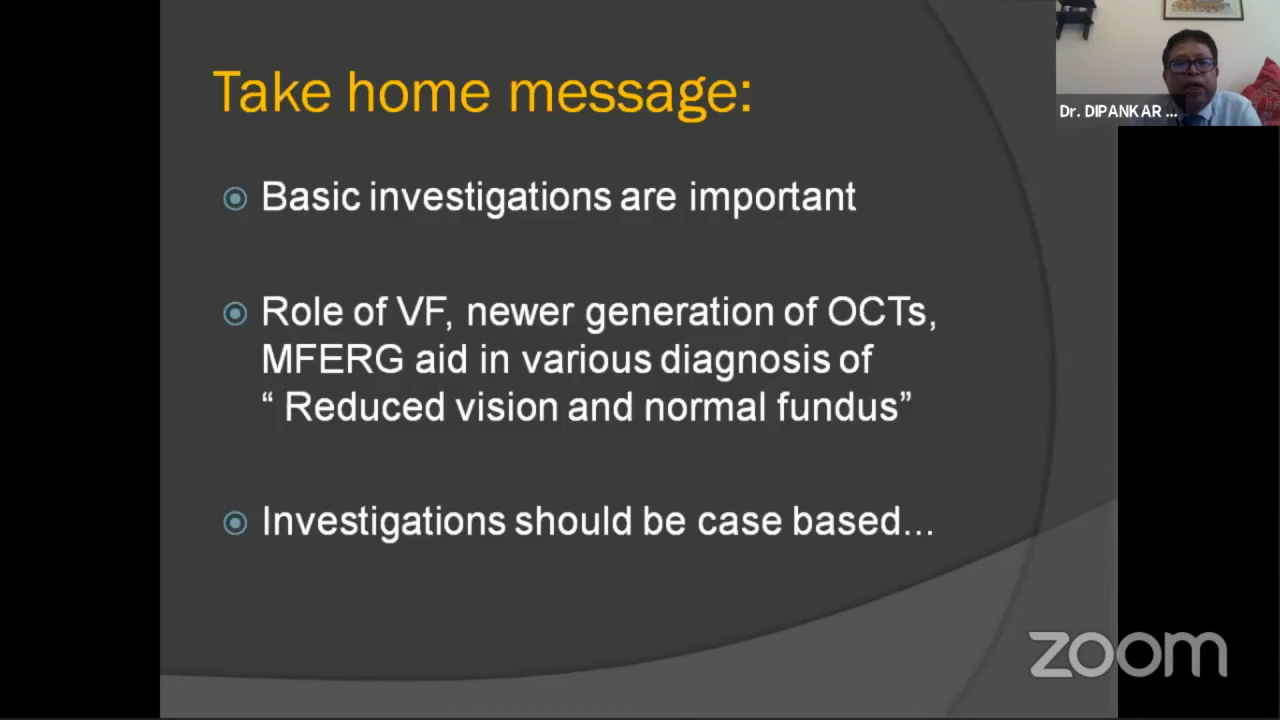 Take home message:
Basic investigations are important
Role of VF, newer generation of OCTs,
MFERG aid in various diagnosis of
“ Reduced vision and normal fundus”
Investigations should be case based...
Dr. DIPANKAR ...
zoom